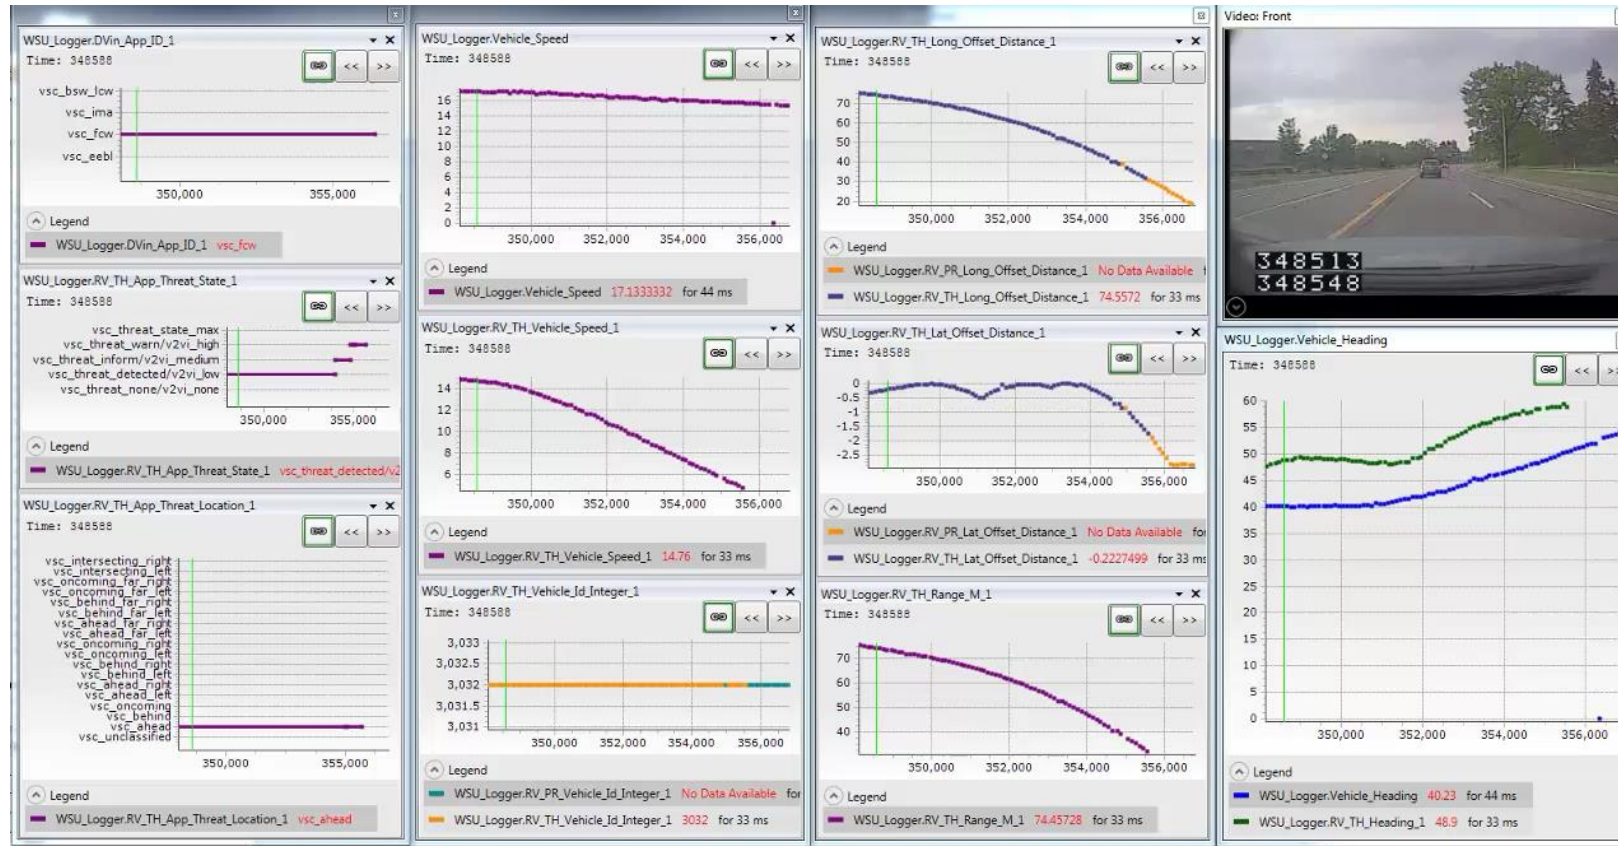 WSU_Logger.DVin_App_ID_1
Time: 348588
<< >>
vsc_bsw_lcw
vsc_ima
vsc_fcw
vsc_eebl
350,000 355,000
Legend
WSU_Logger.DVin_App_ID_1 vsc_fcw
WSU_Logger.RV_TH_App_Threat_State_1
Time: 348588
<< >>
vsc_threat_state_max
vsc_threat_warn/v2vi_high
vsc_threat_inform/v2vi_medium
vsc_threat_detected/v2vi_low
vsc_threat_none/v2vi_none
350,000 355,000
Legend
WSU_Logger.RV_TH_App_Threat_State_1 vsc_threat_detected/v2
WSU_Logger.RV_TH_App_Threat_Location_1
Time: 348588
<< >>
vsc_intersecting_right
vsc_intersecting_left
vsc_oncoming_far_right
vsc_oncoming_far_left
vsc_behind_far_right
vsc_behind_far_left
vsc_ahead_far_right
vsc_ahead_far_left
vsc_oncoming_right
vsc_oncoming_left
vsc_behind_right
vsc_behind_left
vsc_ahead_right
vsc_ahead_left
vsc_oncoming
vsc_behind
vsc_ahead
vsc_unclassified
350,000 355,000
Legend
WSU_Logger.RV_TH_App_Threat_Location_1 vsc_ahead
WSU_Logger.Vehicle_Speed
Time: 348588
<< >>
16
14
12
10
8
6
4
2
0
350,000 352,000 354,000 356,000
Legend
WSU_Logger.Vehicle_Speed 17.1333332 for 44 ms
WSU_Logger.RV_TH_Vehicle_Speed_1
Time: 348588
<< >>
14
12
10
8
6
350,000 352,000 354,000 356,000
Legend
WSU_Logger.RV_TH_Vehicle_Speed_1 14.76 for 33 ms
WSU_Logger.RV_TH_Vehicle_Id_Integer_1
Time: 348588
<< >>
3,033
3,032.5
3,032
3,031.5
3,031
350,000 352,000 354,000 356,000
Legend
WSU_Logger.RV_PR_Vehicle_Id_Integer_1 No Data Available for
WSU_Logger.RV_TH_Vehicle_Id_Integer_1 3032 for 33 ms
WSU_Logger.RV_TH_Long_Offset_Distance_1
Time: 348588
<< >>
70
60
50
40
30
20
350,000 352,000 354,000 356,000
Legend
WSU_Logger.RV_PR_Long_Offset_Distance_1 No Data Available f
WSU_Logger.RV_TH_Long_Offset_Distance_1 74.5572 for 33 ms
WSU_Logger.RV_TH_Lat_Offset_Distance_1
Time: 348588
<< >>
0
-0.5
-1
-1.5
-2
-2.5
350,000 352,000 354,000 356,000
Legend
WSU_Logger.RV_PR_Lat_Offset_Distance_1 No Data Available for
WSU_Logger.RV_TH_Lat_Offset_Distance_1 -0.2227499 for 33 ms
WSU_Logger.RV_TH_Range_M_1
Time: 348588
<< >>
70
60
50
40
350,000 352,000 354,000 356,000
Legend
WSU_Logger.RV_TH_Range_M_1 74.45728 for 33 ms
Video: Front
348513
348548
WSU_Logger.Vehicle_Heading
Time: 348588
<< >>
60
55
50
45
40
35
30
25
20
15
10
5
0
350,000 352,000 354,000 356,000
Legend
WSU_Logger.Vehicle_Heading 40.23 for 44 ms
WSU_Logger.RV_TH_Heading_1 48.9 for 33 ms